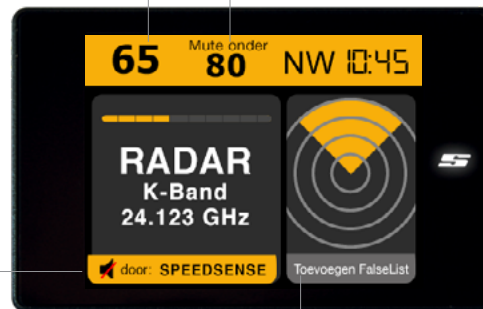 65
Mute onder
80
NW 10:45
RADAR
K-Band
24.123 GHz
door: SPEEDSENSE
Toevoegen FalseList